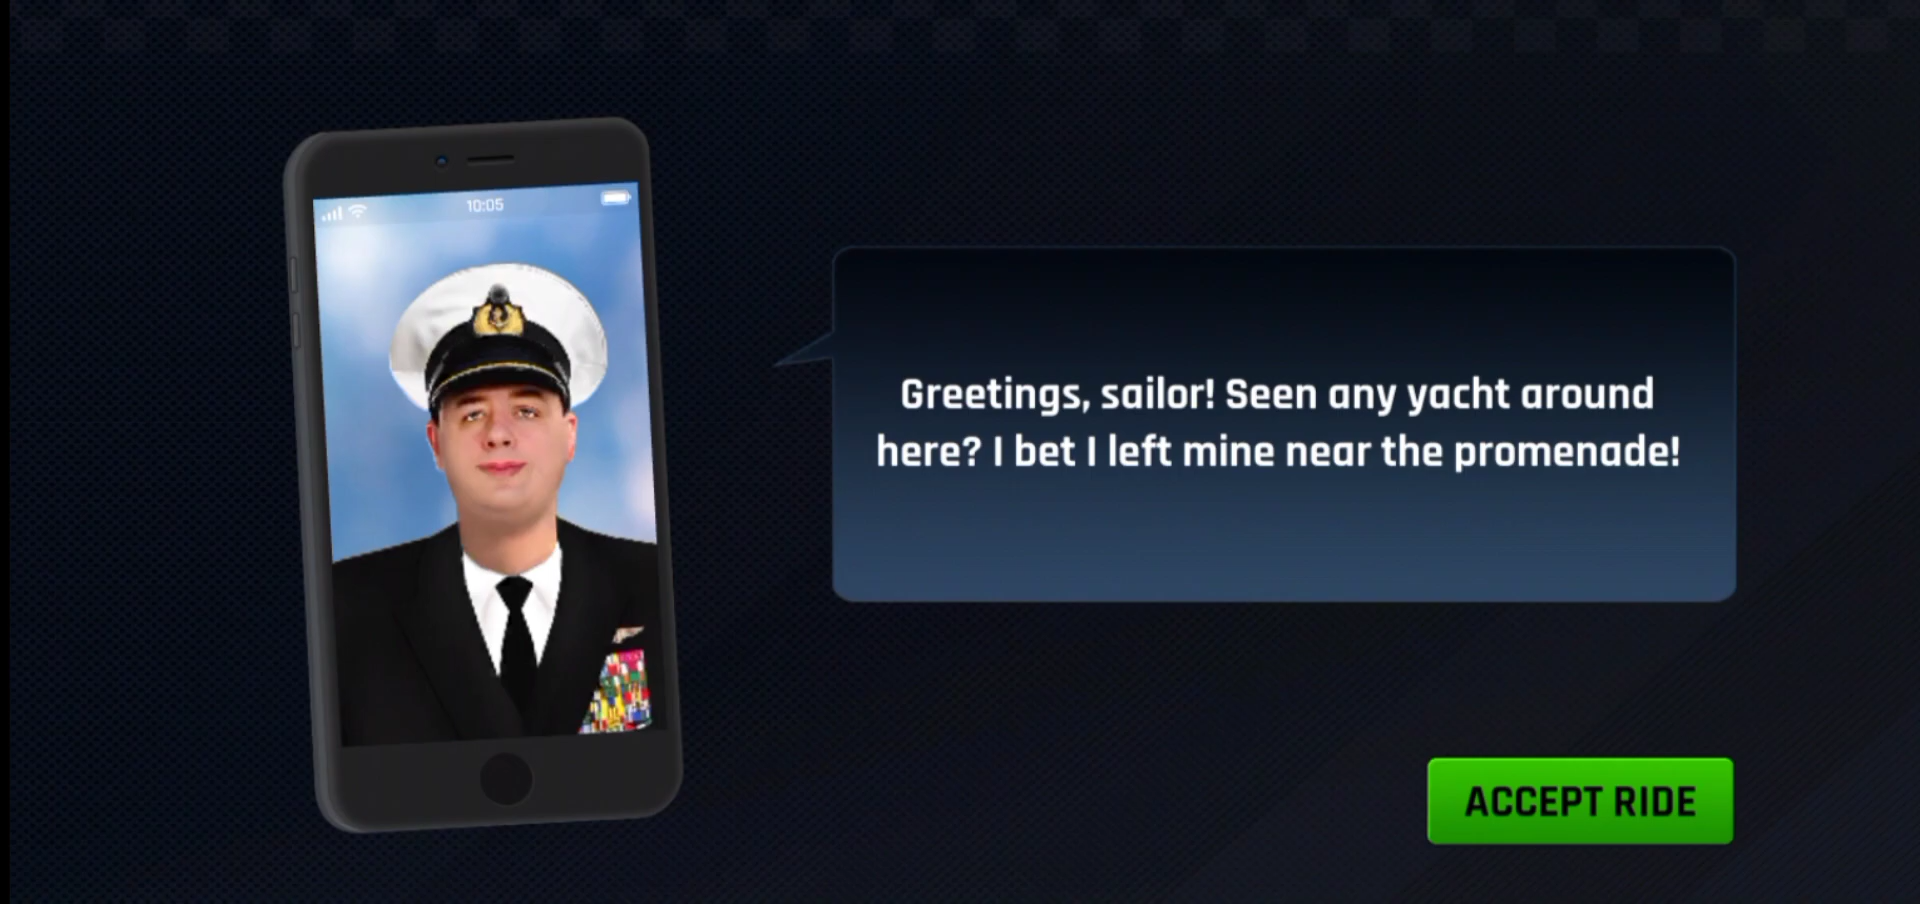 10:05
Greetings, sailor! Seen any yacht around
here? I bet I left mine near the promenade!
ACCEPT RIDE